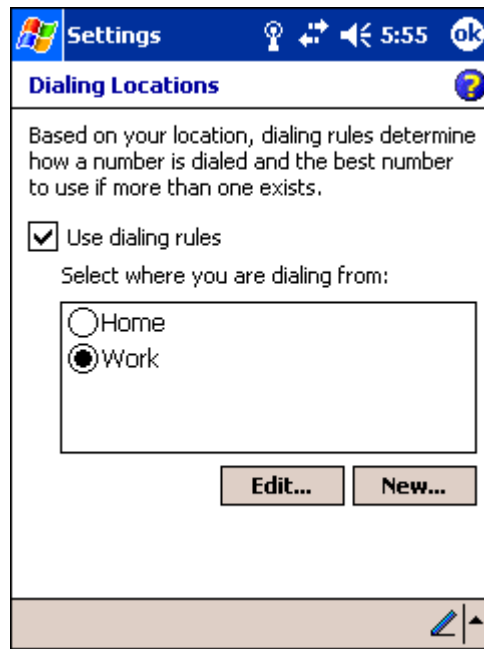 Settings 5:55 ok
Dialing Locations ?
Based on your location, dialing rules determine
how a number is dialed and the best number
to use if more than one exists.
Use dialing rules
Select where you are dialing from:
Home
Work
Edit... New...